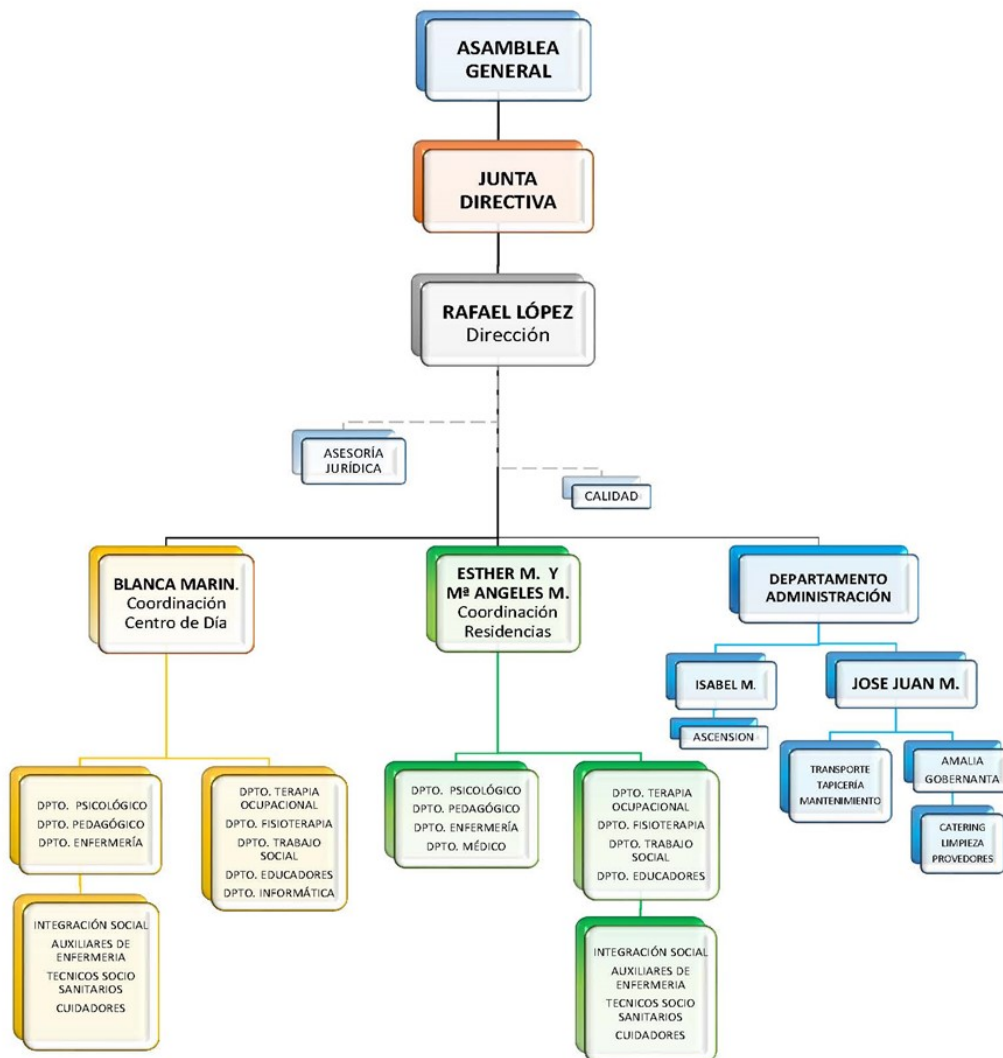 ASAMBLEA
GENERAL
JUNTA
DIRECTIVA
RAFAEL LÓPEZ
Dirección
ASESORÍA
JURÍDICA
CALIDAD
BLANCA MARIN.
Coordinación
Centro de Día
ESTHER M. Y
Mª ANGELES M.
Coordinación
Residencias
DEPARTAMENTO
ADMINISTRACIÓN
ISABEL M.
JOSE JUAN M.
ASCENSION
TRANSPORTE
TAPICERÍA
MANTENIMIENTO
AMALIA
GOBERNANTA
CATERING
LIMPIEZA
PROVEDORES
DPTO. PSICOLÓGICO
DPTO. PEDAGÓGICO
DPTO. ENFERMERÍA
DPTO. TERAPIA
OCUPACIONAL
DPTO. FISIOTERAPIA
DPTO. TRABAJO
SOCIAL
DPTO. EDUCADORES
DPTO. INFORMÁTICA
DPTO. PSICOLÓGICO
DPTO. PEDAGÓGICO
DPTO. ENFERMERÍA
DPTO. MÉDICO
DPTO. TERAPIA
OCUPACIONAL
DPTO. FISIOTERAPIA
DPTO. TRABAJO
SOCIAL
DPTO. EDUCADORES
INTEGRACIÓN SOCIAL
AUXILIARES DE
ENFERMERIA
TECNICOS SOCIO
SANITARIOS
CUIDADORES
INTEGRACIÓN SOCIAL
AUXILIARES DE
ENFERMERIA
TECNICOS SOCIO
SANITARIOS
CUIDADORES